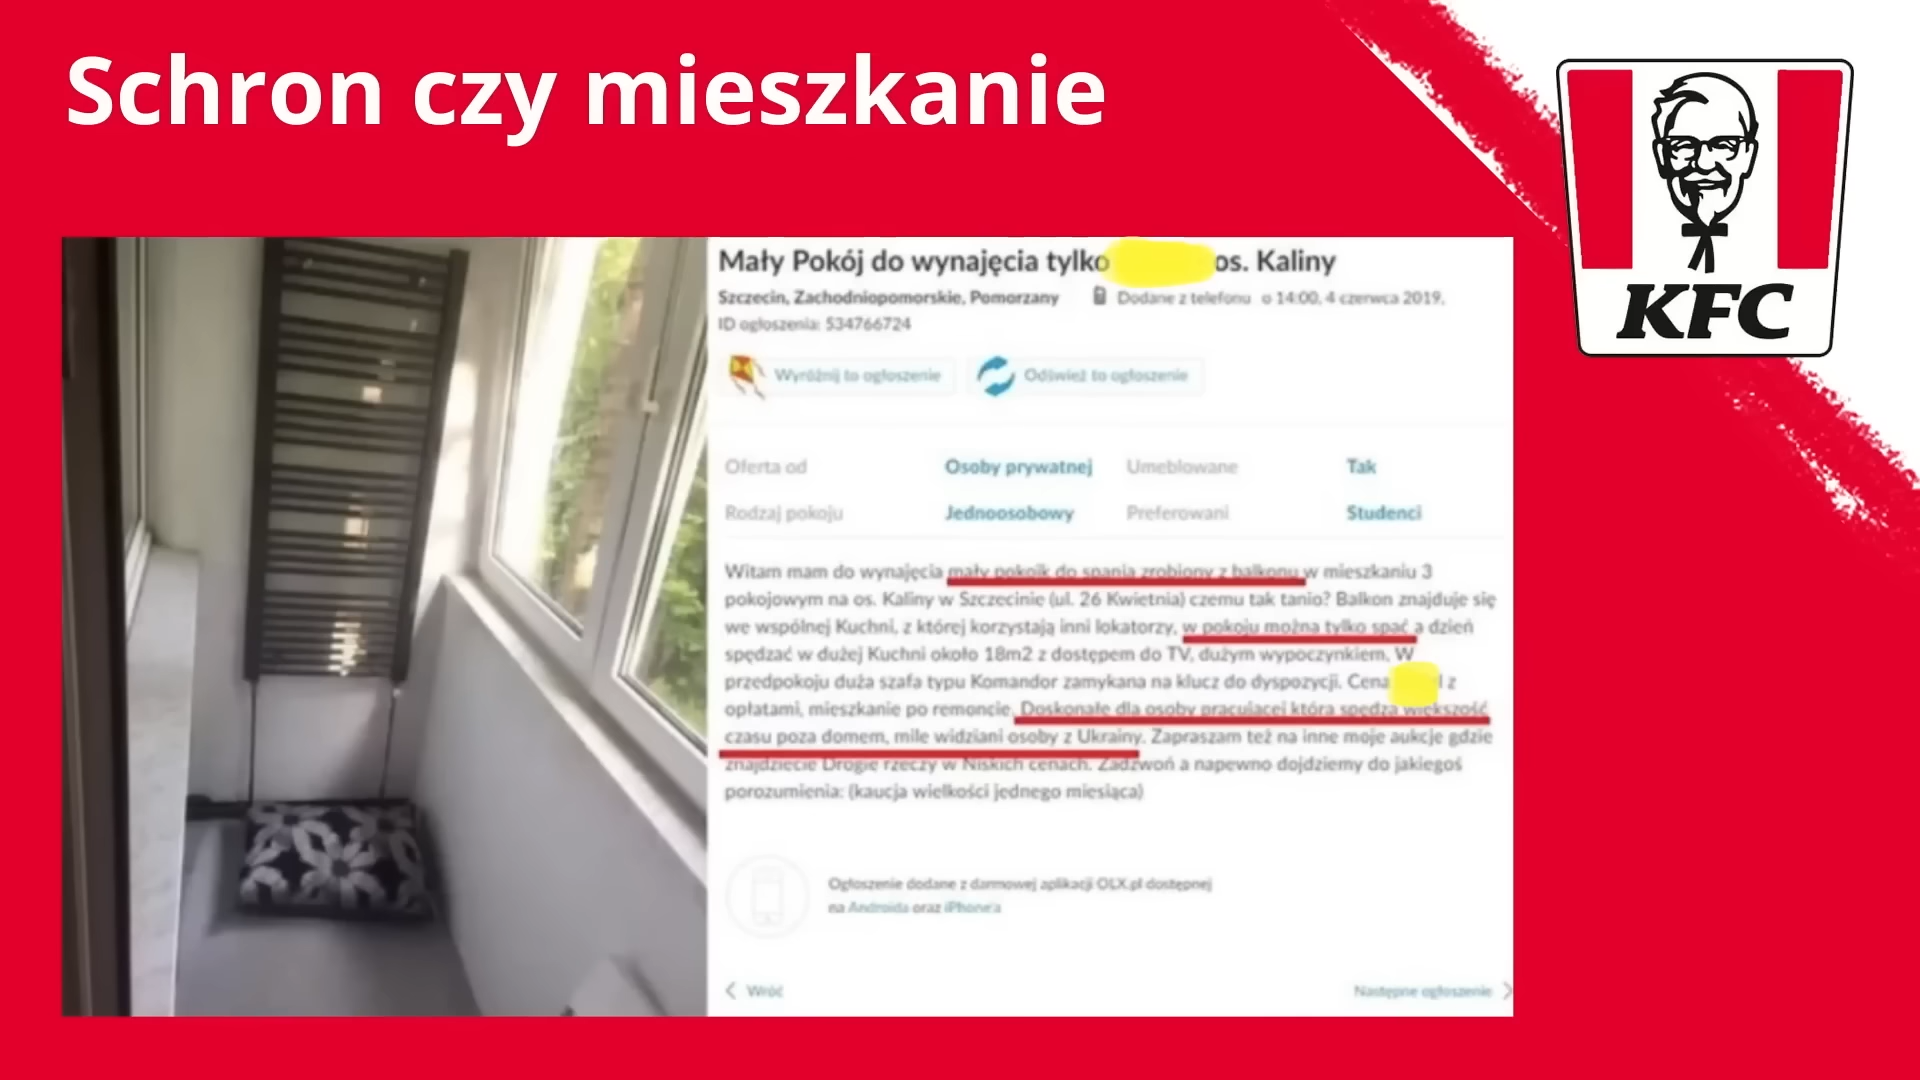 Schron czy mieszkanie
KFC
Mały Pokój do wynajęcia tylko os. Kaliny
Szczecin, Zachodniopomorskie, Pomorzany Dodane z telefonu o 14:00, 4 czerwca 2019,
ID ogłoszenia: 534766724
Wyróżnij to ogłoszenie Odśwież to ogłoszenie
Oferta od Osoby prywatnej Umeblowane Tak
Rodzaj pokoju Jednoosobowy Preferowani Studenci
Witam mam do wynajęcia mały pokoik do spania zrobiony z balkonu w mieszkaniu 3
pokojowym na os. Kaliny w Szczecinie (ul. 26 Kwietnia) czemu tak tanio? Balkon znajduje się
we wspólnej Kuchni, z której korzystają inni lokatorzy, w pokoju można tylko spać a dzień
spędzać w dużej Kuchni około 18m2 z dostępem do TV, dużym wypoczynkiem, W
przedpokoju duża szafa typu Komandor zamykana na klucz do dyspozycji. Cena l z
opłatami, mieszkanie po remoncie. Doskonałe dla osoby pracującej która spędza większość
czasu poza domem, mile widziani osoby z Ukrainy. Zapraszam też na inne moje aukcje gdzie
znajdziecie Drogie rzeczy w Niskich cenach. Zadzwoń a napewno dojdziemy do jakiegoś
porozumienia: (kaucja wielkości jednego miesiąca)
Ogłoszenie dodane z darmowej aplikacji OLX.pl dostępnej
na Androida oraz iPhone'a
Wróć Następne ogłoszenie